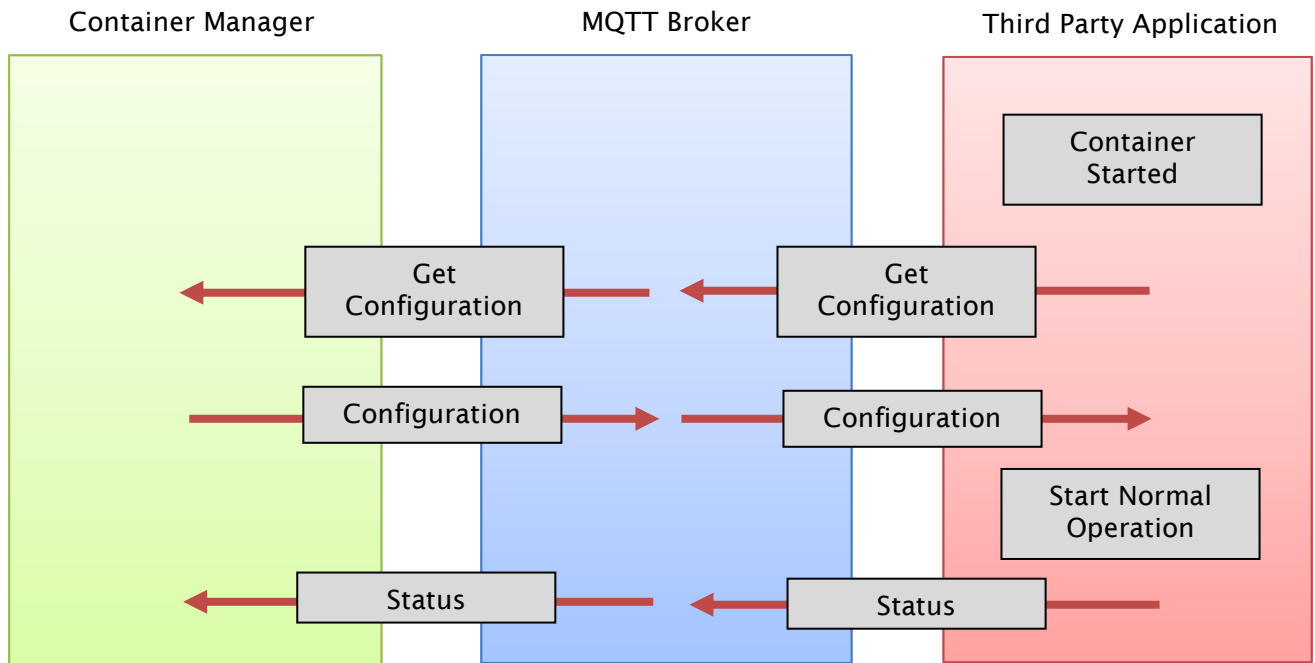 Container Manager
MQTT Broker
Third Party Application
Container
Started
Get
Configuration
Get
Configuration
Configuration
Configuration
Start Normal
Operation
Status
Status